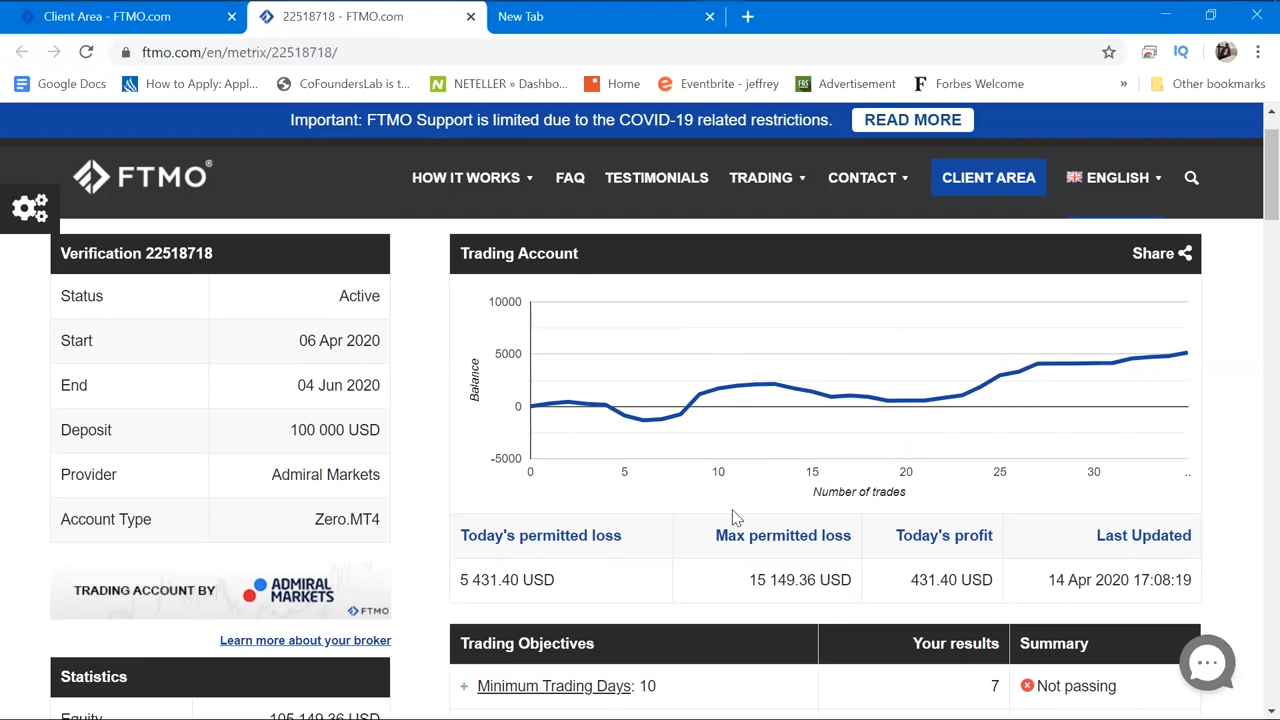 Client Area - FTMO.com
22518718 - FTMO.com
New Tab
ftmo.com/en/metrix/22518718/
IQ
Google Docs
How to Apply: Appl...
CoFoundersLab is t...
NETELLER » Dashbo...
Home
Eventbrite - jeffrey
FBS
Advertisement
Forbes Welcome
»
Other bookmarks
Important: FTMO Support is limited due to the COVID-19 related restrictions.
READ MORE
FTMO®
HOW IT WORKS
FAQ
TESTIMONIALS
TRADING
CONTACT
CLIENT AREA
ENGLISH
Verification 22518718
Status Active
Start 06 Apr 2020
End 04 Jun 2020
Deposit 100 000 USD
Provider Admiral Markets
Account Type Zero.MT4
TRADING ACCOUNT BY
ADMIRAL
MARKETS
FTMO
Learn more about your broker
Statistics
Equity 105 149.36 USD
Trading Account
Share
10000
5000
0
-5000
Balance
0 5 10 15 20 25 30 ..
Number of trades
Today's permitted loss Max permitted loss Today's profit Last Updated
5 431.40 USD 15 149.36 USD 431.40 USD 14 Apr 2020 17:08:19
Trading Objectives Your results Summary
+ Minimum Trading Days: 10 7 Not passing